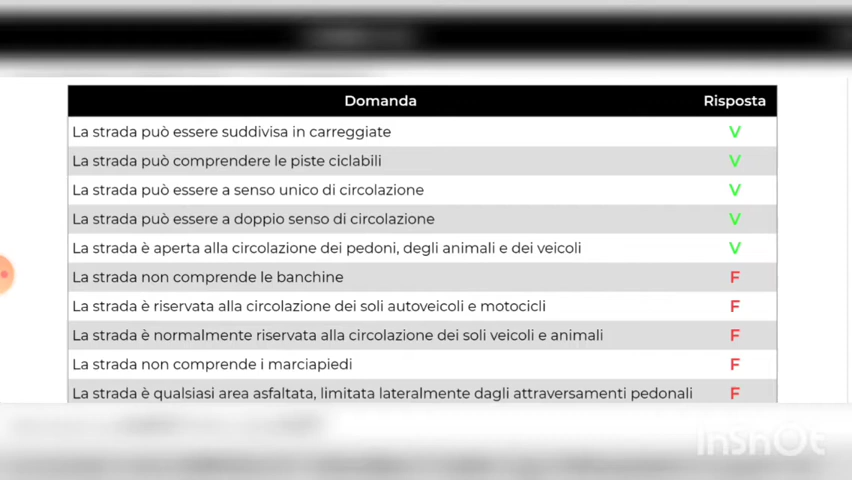 Domanda Risposta
La strada può essere suddivisa in carreggiate V
La strada può comprendere le piste ciclabili V
La strada può essere a senso unico di circolazione V
La strada può essere a doppio senso di circolazione V
La strada è aperta alla circolazione dei pedoni, degli animali e dei veicoli V
La strada non comprende le banchine F
La strada è riservata alla circolazione dei soli autoveicoli e motocicli F
La strada è normalmente riservata alla circolazione dei soli veicoli e animali F
La strada non comprende i marciapiedi F
La strada è qualsiasi area asfaltata, limitata lateralmente dagli attraversamenti pedonali F
InShOt